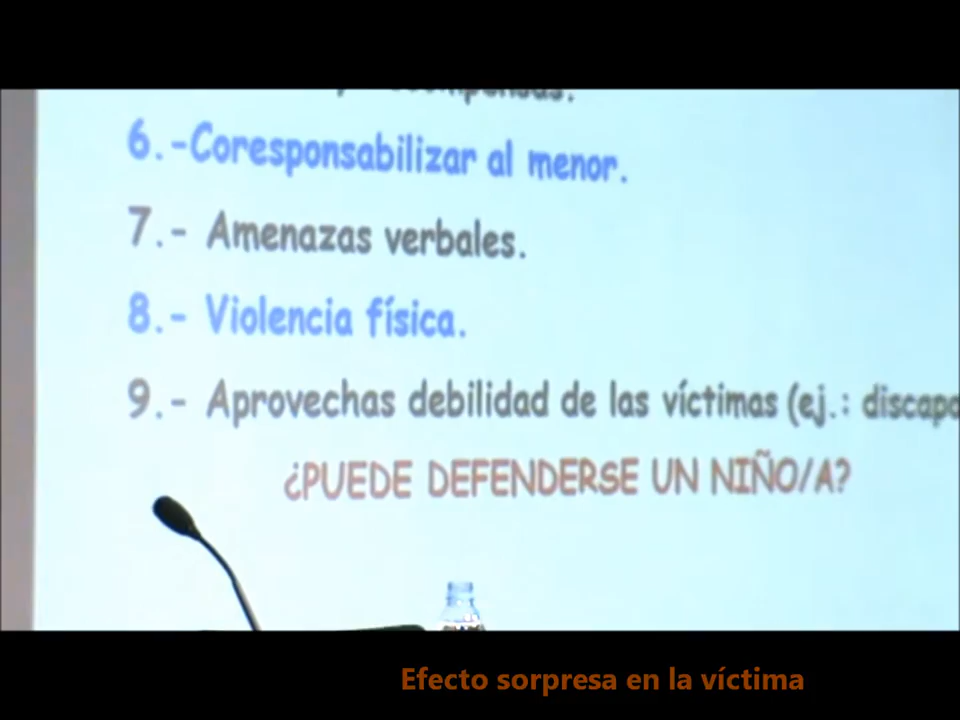 6.-Coresponsabilizar al menor.
7.- Amenazas verbales.
8.- Violencia física.
9.- Aprovechas debilidad de las víctimas (ej.:
¿PUEDE DEFENDERSE UN NIÑO/A?
Efecto sorpresa en la víctima